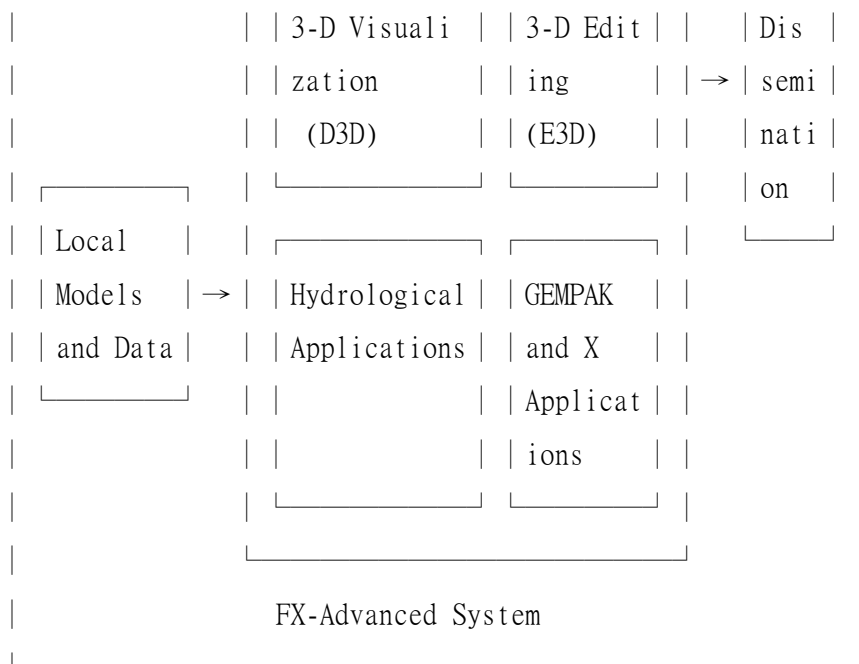 3-D Visuali 3-D Edit Dis
zation ing → semi
(D3D) (E3D) nati
on
Local
Models → Hydrological GEMPAK
and Data Applications and X
Applicat
ions
FX-Advanced System